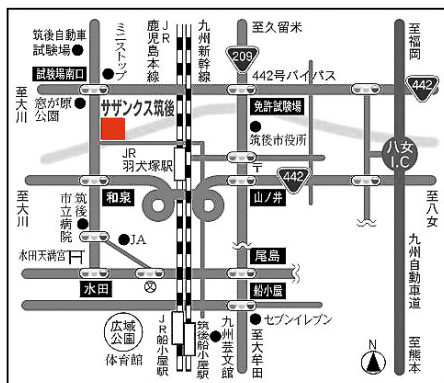 筑後自動車
試験場
ミニストップ
JR
鹿児島本線
九州新幹線
至久留米
209
至福岡
試験場南口
442号バイパス
442
至大川
窓が原
公園
サザンクス筑後
免許試験場
筑後市役所
〒
JR
羽犬塚駅
八女
I.C
442
至大川
和泉
山ノ井
至八女
筑後
市立病院
JA
水田天満宮
尾島
九州自動車道
水田
文
船小屋
広域
公園
体育館
JR船小屋駅
筑後船小屋駅
九州芸文館
セブンイレブン
至大牟田
N
至熊本